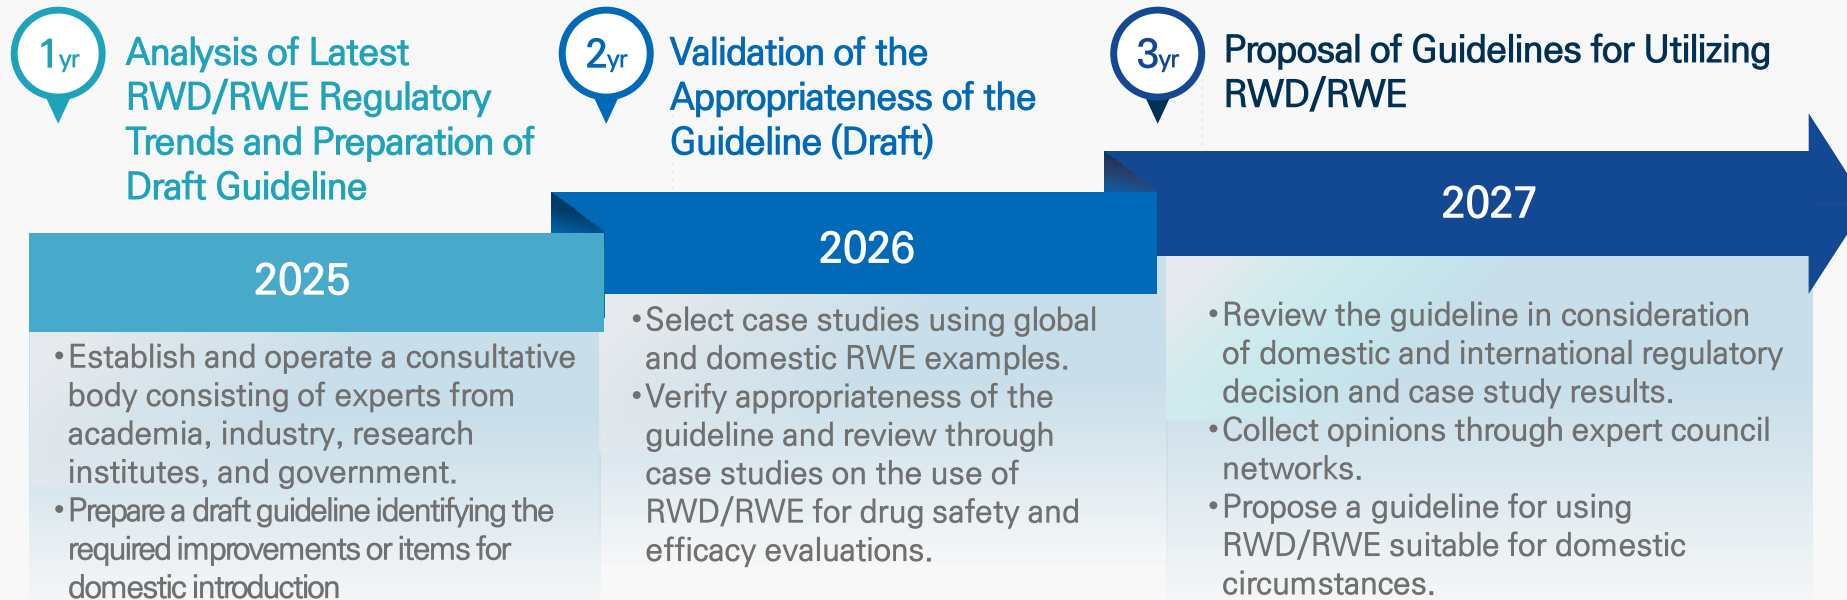 1yr
Analysis of Latest
RWD/RWE Regulatory
Trends and Preparation of
Draft Guideline
2025
•Establish and operate a consultative
body consisting of experts from
academia, industry, research
institutes, and government.
•Prepare a draft guideline identifying the
required improvements or items for
domestic introduction
2yr
Validation of the
Appropriateness of the
Guideline (Draft)
2026
•Select case studies using global
and domestic RWE examples.
•Verify appropriateness of the
guideline and review through
case studies on the use of
RWD/RWE for drug safety and
efficacy evaluations.
3yr
Proposal of Guidelines for Utilizing
RWD/RWE
2027
•Review the guideline in consideration
of domestic and international regulatory
decision and case study results.
•Collect opinions through expert council
networks.
•Propose a guideline for using
RWD/RWE suitable for domestic
circumstances.